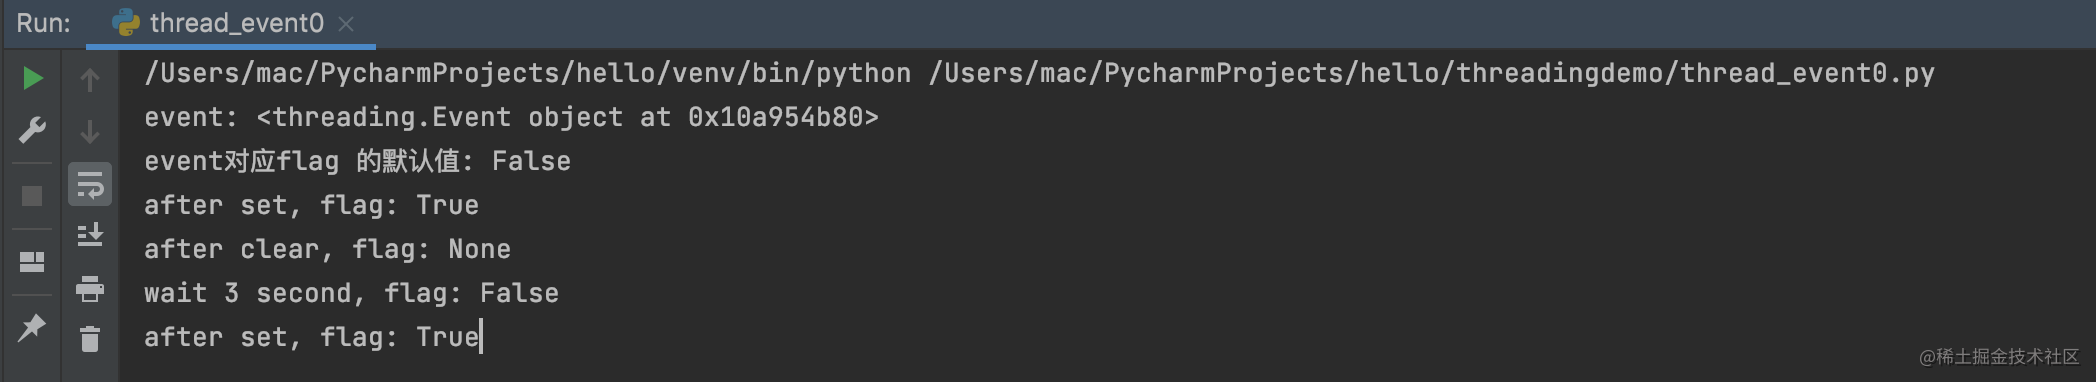 Run: thread_event0
/Users/mac/PycharmProjects/hello/venv/bin/python /Users/mac/PycharmProjects/hello/threadingdemo/thread_event0.py
event: <threading.Event object at 0x10a954b80>
event对应flag 的默认值: False
after set, flag: True
after clear, flag: None
wait 3 second, flag: False
after set, flag: True
@稀土掘金技术社区